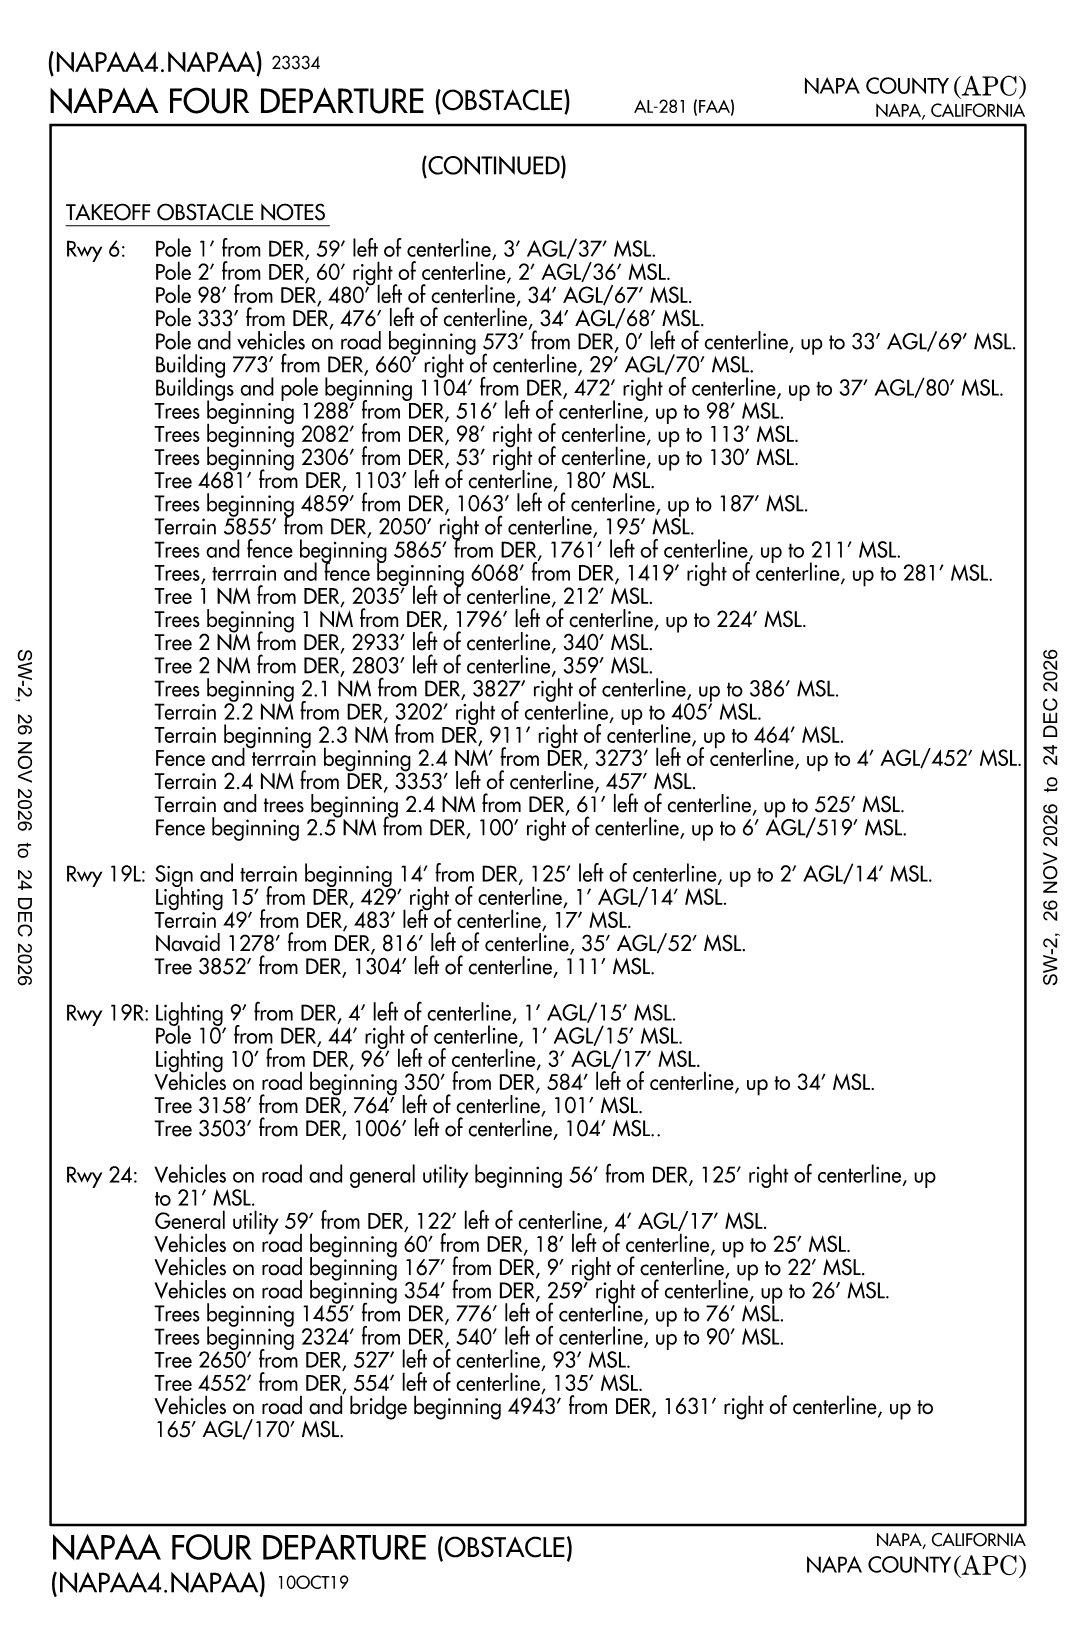 (NAPAA4.NAPAA) 23334
NAPAA FOUR DEPARTURE (OBSTACLE)
AL-281 (FAA)
NAPA COUNTY (APC)
NAPA, CALIFORNIA
(CONTINUED)
TAKEOFF OBSTACLE NOTES
Rwy 6: Pole 1' from DER, 59' left of centerline, 3' AGL/37' MSL.
Pole 2' from DER, 60' right of centerline, 2' AGL/36' MSL.
Pole 98' from DER, 480' left of centerline, 34' AGL/67' MSL.
Pole 333' from DER, 476' left of centerline, 34' AGL/68' MSL.
Pole and vehicles on road beginning 573' from DER, 0' left of centerline, up to 33' AGL/69' MSL.
Building 773' from DER, 660' right of centerline, 29' AGL/70' MSL.
Buildings and pole beginning 1104' from DER, 472' right of centerline, up to 37' AGL/80' MSL.
Trees beginning 1288' from DER, 516' left of centerline, up to 98' MSL.
Trees beginning 2082' from DER, 98' right of centerline, up to 113' MSL.
Trees beginning 2306' from DER, 53' right of centerline, up to 130' MSL.
Tree 4681' from DER, 1103' left of centerline, 180' MSL.
Trees beginning 4859' from DER, 1063' left of centerline, up to 187' MSL.
Terrain 5855' from DER, 2050' right of centerline, 195' MSL.
Trees and fence beginning 5865' from DER, 1761' left of centerline, up to 211' MSL.
Trees, terrrain and fence beginning 6068' from DER, 1419' right of centerline, up to 281' MSL.
Tree 1 NM from DER, 2035' left of centerline, 212' MSL.
Trees beginning 1 NM from DER, 1796' left of centerline, up to 224' MSL.
Tree 2 NM from DER, 2933' left of centerline, 340' MSL.
Tree 2 NM from DER, 2803' left of centerline, 359' MSL.
Trees beginning 2.1 NM from DER, 3827' right of centerline, up to 386' MSL.
Terrain 2.2 NM from DER, 3202' right of centerline, up to 405' MSL.
Terrain beginning 2.3 NM from DER, 911' right of centerline, up to 464' MSL.
Fence and terrrain beginning 2.4 NM' from DER, 3273' left of centerline, up to 4' AGL/452' MSL.
Terrain 2.4 NM from DER, 3353' left of centerline, 457' MSL.
Terrain and trees beginning 2.4 NM from DER, 61' left of centerline, up to 525' MSL.
Fence beginning 2.5 NM from DER, 100' right of centerline, up to 6' AGL/519' MSL.
Rwy 19L: Sign and terrain beginning 14' from DER, 125' left of centerline, up to 2' AGL/14' MSL.
Lighting 15' from DER, 429' right of centerline, 1' AGL/14' MSL.
Terrain 49' from DER, 483' left of centerline, 17' MSL.
Navaid 1278' from DER, 816' left of centerline, 35' AGL/52' MSL.
Tree 3852' from DER, 1304' left of centerline, 111' MSL.
Rwy 19R: Lighting 9' from DER, 4' left of centerline, 1' AGL/15' MSL.
Pole 10' from DER, 44' right of centerline, 1' AGL/15' MSL.
Lighting 10' from DER, 96' left of centerline, 3' AGL/17' MSL.
Vehicles on road beginning 350' from DER, 584' left of centerline, up to 34' MSL.
Tree 3158' from DER, 764' left of centerline, 101' MSL.
Tree 3503' from DER, 1006' left of centerline, 104' MSL..
Rwy 24: Vehicles on road and general utility beginning 56' from DER, 125' right of centerline, up
to 21' MSL.
General utility 59' from DER, 122' left of centerline, 4' AGL/17' MSL.
Vehicles on road beginning 60' from DER, 18' left of centerline, up to 25' MSL.
Vehicles on road beginning 167' from DER, 9' right of centerline, up to 22' MSL.
Vehicles on road beginning 354' from DER, 259' right of centerline, up to 26' MSL.
Trees beginning 1455' from DER, 776' left of centerline, up to 76' MSL.
Trees beginning 2324' from DER, 540' left of centerline, up to 90' MSL.
Tree 2650' from DER, 527' left of centerline, 93' MSL.
Tree 4552' from DER, 554' left of centerline, 135' MSL.
Vehicles on road and bridge beginning 4943' from DER, 1631' right of centerline, up to
165' AGL/170' MSL.
SW-2, 26 NOV 2026 to 24 DEC 2026
SW-2, 26 NOV 2026 to 24 DEC 2026
NAPAA FOUR DEPARTURE (OBSTACLE)
(NAPAA4.NAPAA) 10OCT19
NAPA, CALIFORNIA
NAPA COUNTY (APC)